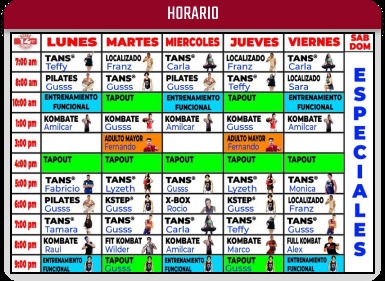 HORARIO
14 LUNES MARTES MIERCOLES JUEVES VIERNES SAB DOM
7:00 am TANS® Teffy LOCALIZADO Franz TANS® Carla LOCALIZADO Franz TANS® Carla
8:00 am PILATES Gusss TANS® Gusss PILATES Gusss TANS® Teffy LOCALIZADO Sara
10:00 am ENTRENAMIENTO FUNCIONAL TAPOUT ENTRENAMIENTO FUNCIONAL TAPOUT ENTRENAMIENTO FUNCIONAL
1:00 pm KOMBATE Amilcar KOMBATE Gusss KOMBATE Amilcar KOMBATE Gusss KOMBATE Amilcar
3:00 pm ADULTO MAYOR Fernando ADULTO MAYOR Fernando
4:00 pm TAPOUT TAPOUT TAPOUT TAPOUT TAPOUT
5:00 pm TANS® Fabricio TANS® Lyzeth TANS® Gusss TANS® Lyzeth TANS® Monica
6:00 pm PILATES Gusss KSTEP® Gusss X-BOX Rocio KSTEP® Gusss LOCALIZADO Franz
7:00 pm TANS® Tamara TANS® Carla TANS® Gusss TANS® Teffy TANS® Carla
8:00 pm KOMBATE Raul FIT KOMBAT Wilder KOMBATE Amilcar KOMBATE Marco FULL KOMBAT Alex
9:00 pm ENTRENAMIENTO FUNCIONAL TAPOUT Gusss ENTRENAMIENTO FUNCIONAL TAPOUT Gusss ENTRENAMIENTO FUNCIONAL
ESPECIALES